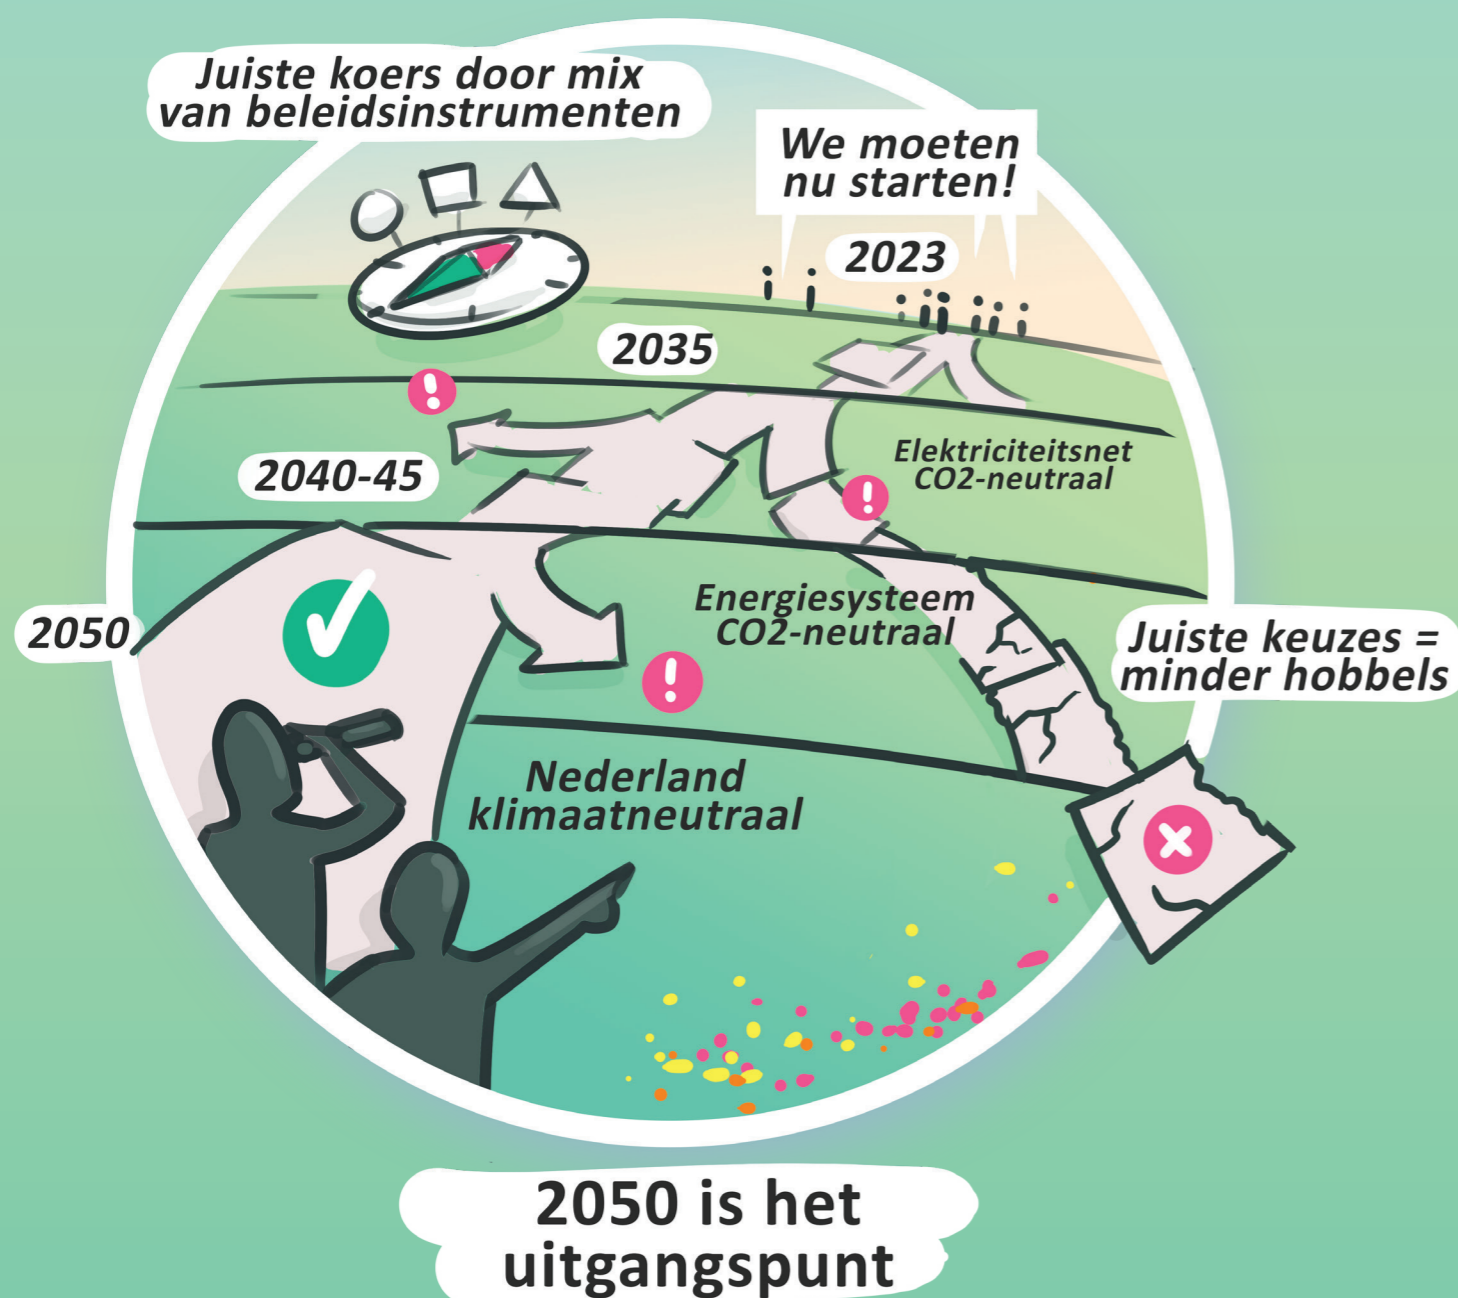 Juiste koers door mix
van beleidsinstrumenten
We moeten
nu starten!
2023
2035
Elektriciteitsnet
CO2-neutraal
2040-45
Energiesysteem
CO2-neutraal
2050
Juiste keuzes =
minder hobbels
Nederland
klimaatneutraal
2050 is het
uitgangspunt